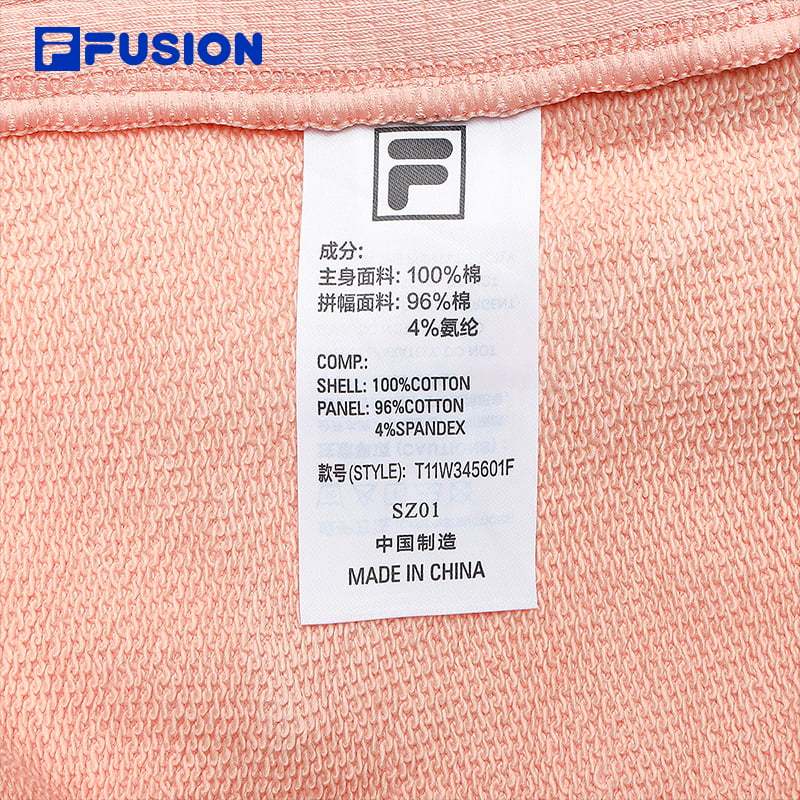 FUSION
F
成分:
主身面料: 100%棉
拼幅面料: 96%棉
4%氨纶
COMP.:
SHELL: 100%COTTON
PANEL: 96%COTTON
4%SPANDEX
款号(STYLE): T11W345601F
SZ01
中国制造
MADE IN CHINA